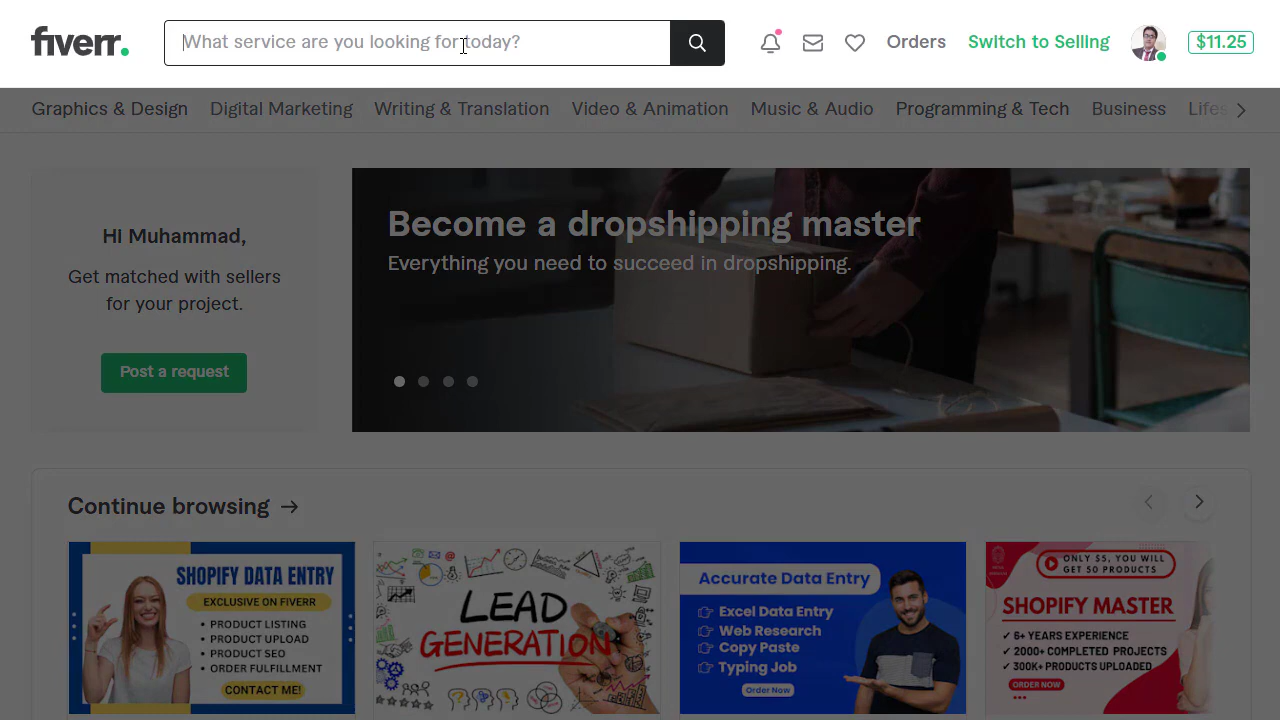 fiverr.
What service are you looking for today?
Orders
Switch to Selling
$11.25
Graphics & Design
Digital Marketing
Writing & Translation
Video & Animation
Music & Audio
Programming & Tech
Business
Lifes
Hi Muhammad,
Get matched with sellers
for your project.
Post a request
Become a dropshipping master
Everything you need to succeed in dropshipping.
Continue browsing →
SHOPIFY DATA ENTRY
EXCLUSIVE ON FIVERR
• PRODUCT LISTING
• PRODUCT UPLOAD
• PRODUCT SEO
• ORDER FULFILLMENT
CONTACT ME!
LEAD
GENERATION
Accurate Data Entry
Excel Data Entry
Web Research
Copy Paste
Typing Job
Order Now
ONLY $5, YOU WILL
GET 50 PRODUCTS
SHOPIFY MASTER
✓ 6+ YEARS EXPERIENCE
✓ 2000+ COMPLETED PROJECTS
✓ 300K+ PRODUCTS UPLOADED
ORDER NOW